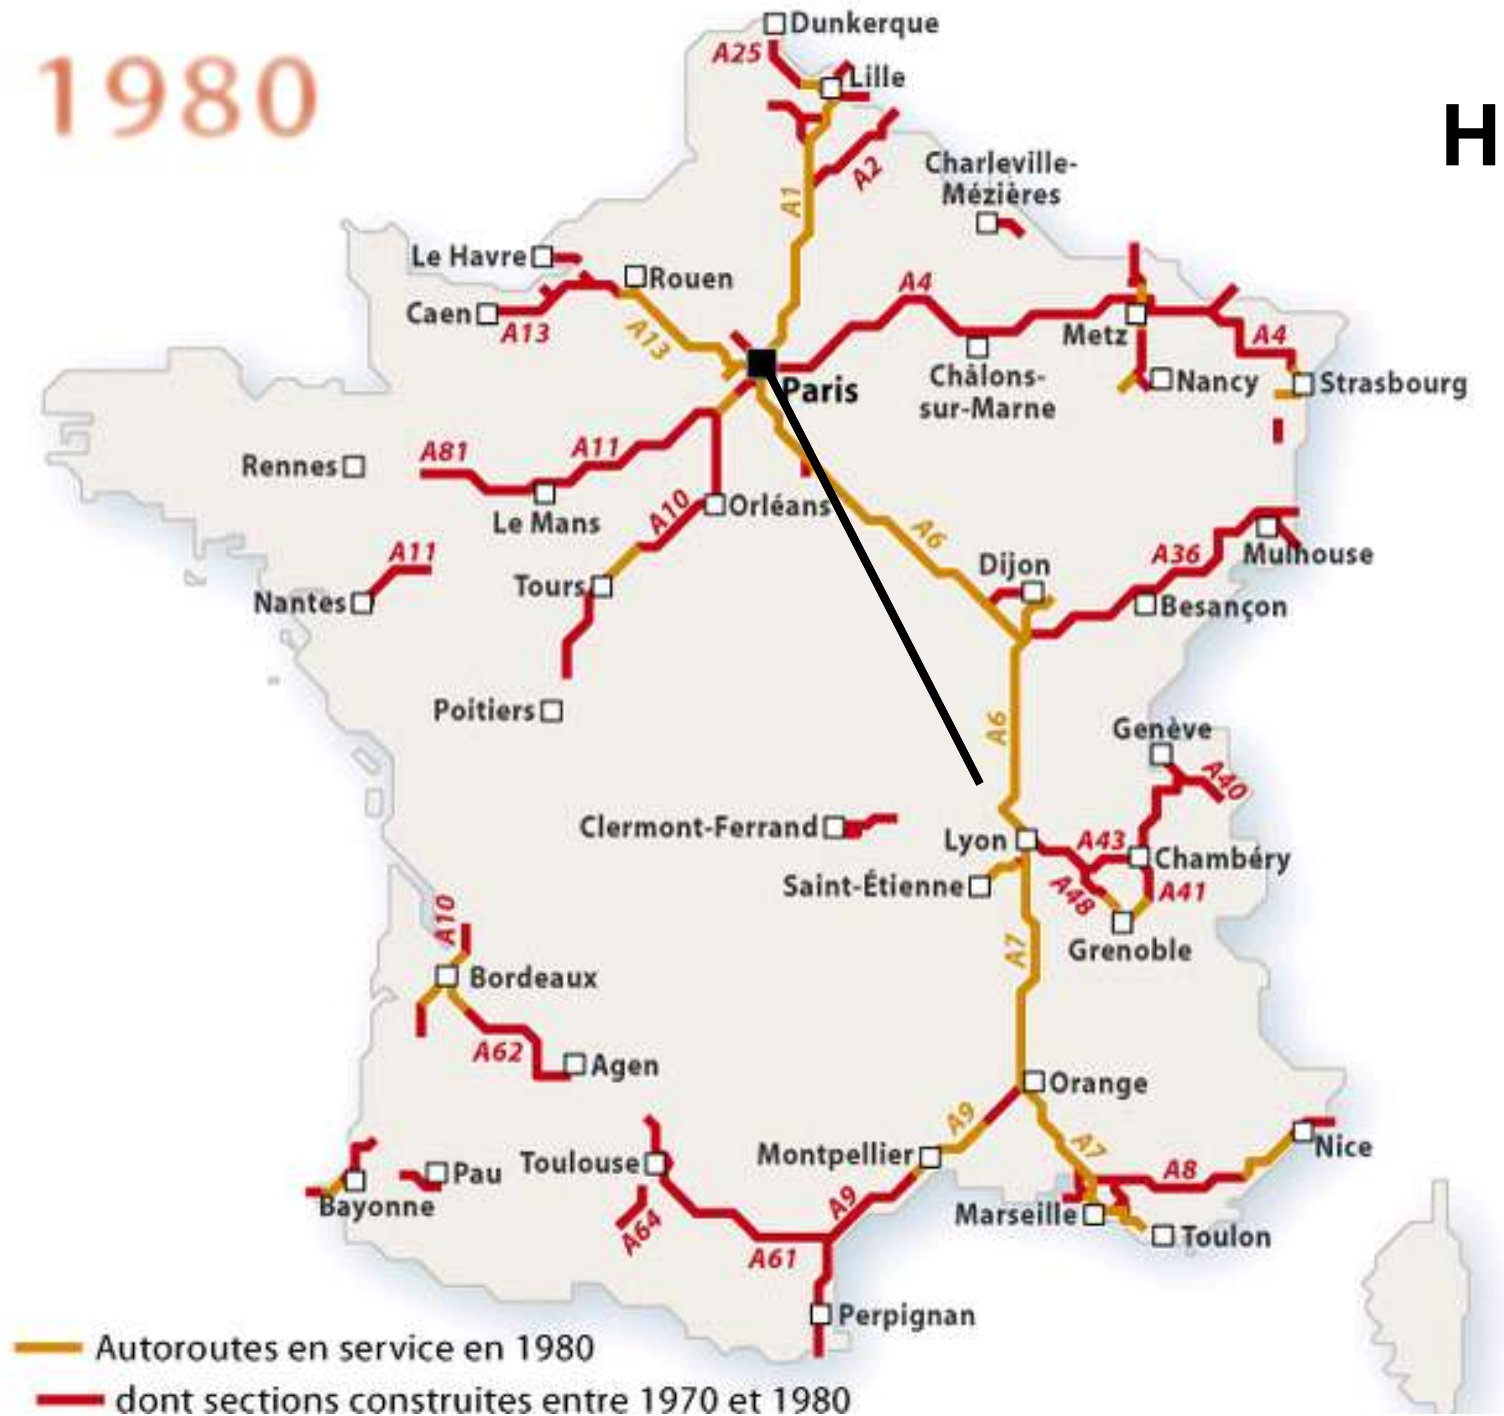 1980
H
Dunkerque
A25
Lille
A2
Charleville-
Mézières
A1
Le Havre
Rouen
Caen
A13
A13
A4
Metz
A4
Paris
Châlons-
sur-Marne
Nancy
Strasbourg
Rennes
A81
A11
Le Mans
A10
Orléans
A6
Dijon
A36
Mulhouse
A11
Nantes
Tours
Besançon
Poitiers
A6
Genève
A40
Clermont-Ferrand
Lyon
A43
Chambéry
Saint-Étienne
A48
A41
Grenoble
A10
A7
Bordeaux
A62
Agen
Orange
A9
A7
Montpellier
Nice
A8
Toulouse
Pau
Bayonne
A64
A9
Marseille
Toulon
A61
Perpignan
Autoroutes en service en 1980
dont sections construites entre 1970 et 1980